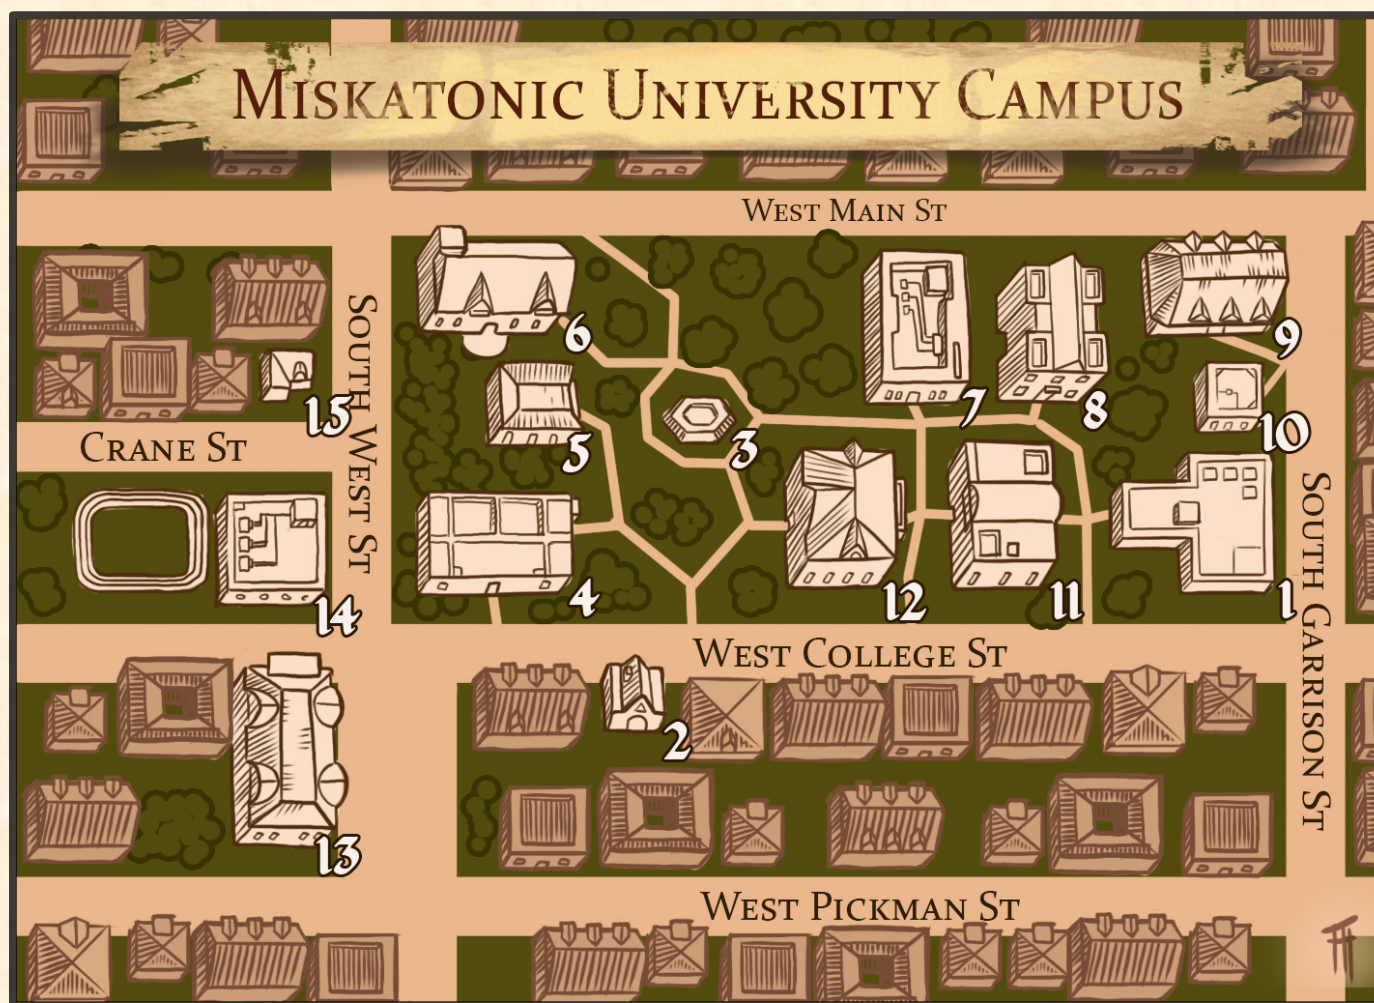 Miskatonic University Campus
West Main St
6
7
8
9
South West St
15
Crane St
5
3
10
14
4
12
11
1
South Garrison St
West College St
2
13
West Pickman St